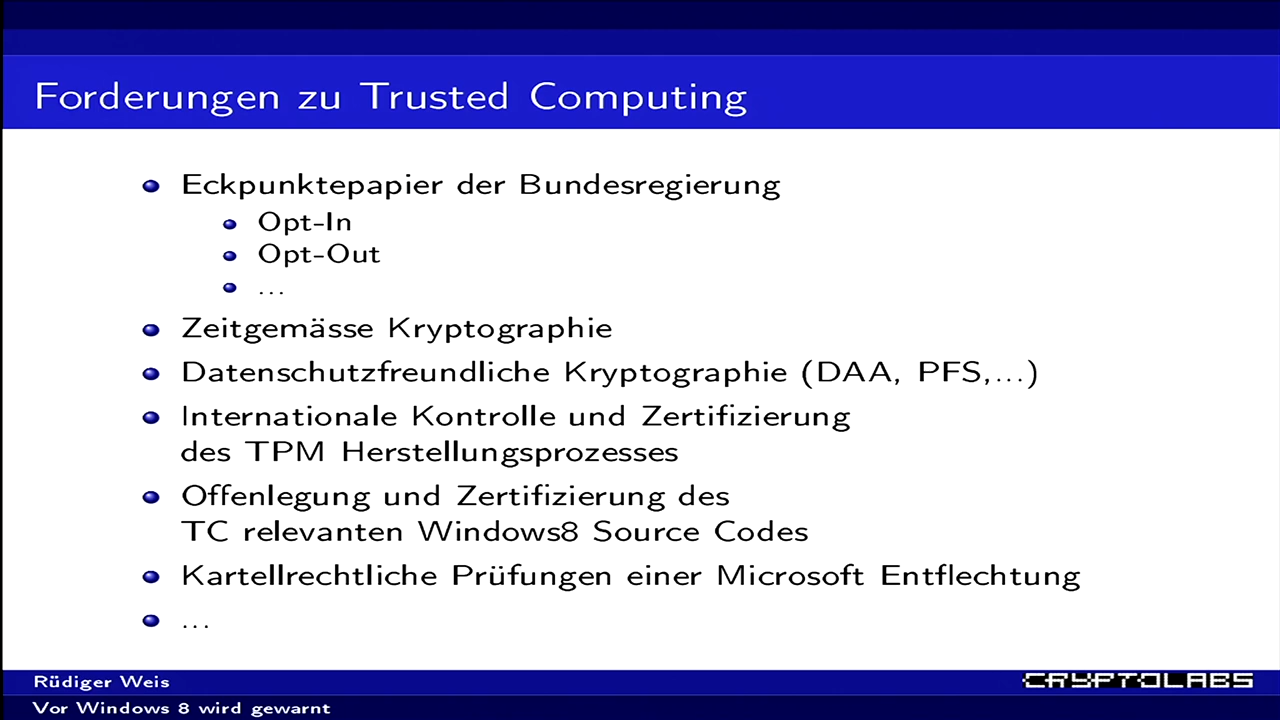 Forderungen zu Trusted Computing
Eckpunktepapier der Bundesregierung
Opt-In
Opt-Out
...
Zeitgemässe Kryptographie
Datenschutzfreundliche Kryptographie (DAA, PFS,...)
Internationale Kontrolle und Zertifizierung
des TPM Herstellungsprozesses
Offenlegung und Zertifizierung des
TC relevanten Windows8 Source Codes
Kartellrechtliche Prüfungen einer Microsoft Entflechtung
...
Rüdiger Weis
CRYPTOLABS
Vor Windows 8 wird gewarnt